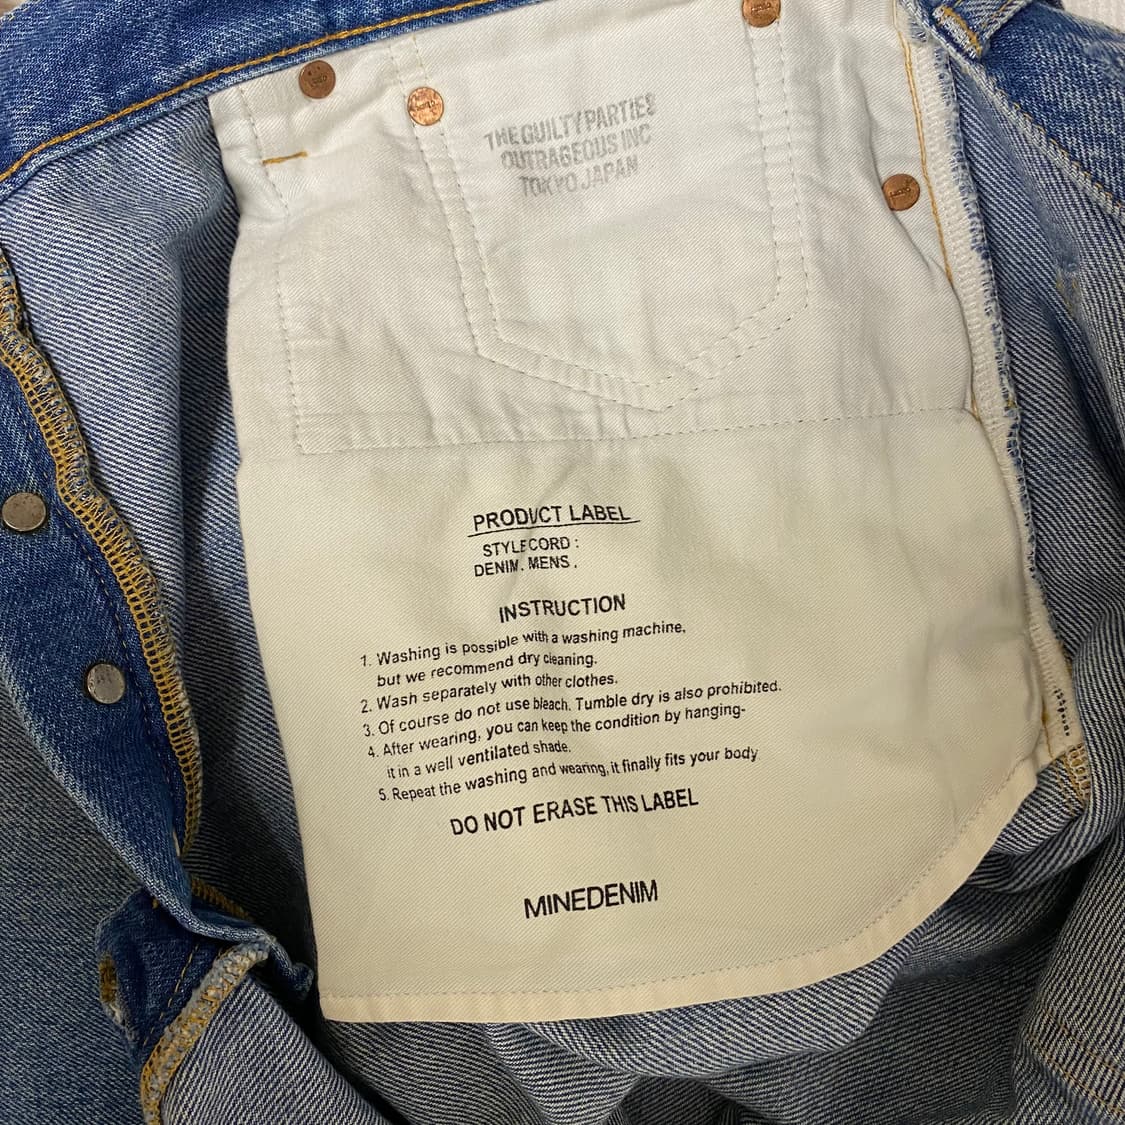 THE GUILTY PARTIES
OUTRAGEOUS INC
TOKYO JAPAN
PRODUCT LABEL
STYLE CORD :
DENIM. MENS .
INSTRUCTION
1. Washing is possible with a washing machine,
but we recommend dry cleaning.
2. Wash separately with other clothes.
3. Of course do not use bleach. Tumble dry is also prohibited.
4. After wearing, you can keep the condition by hanging-
it in a well ventilated shade.
5. Repeat the washing and wearing, it finally fits your body
DO NOT ERASE THIS LABEL
MINEDENIM